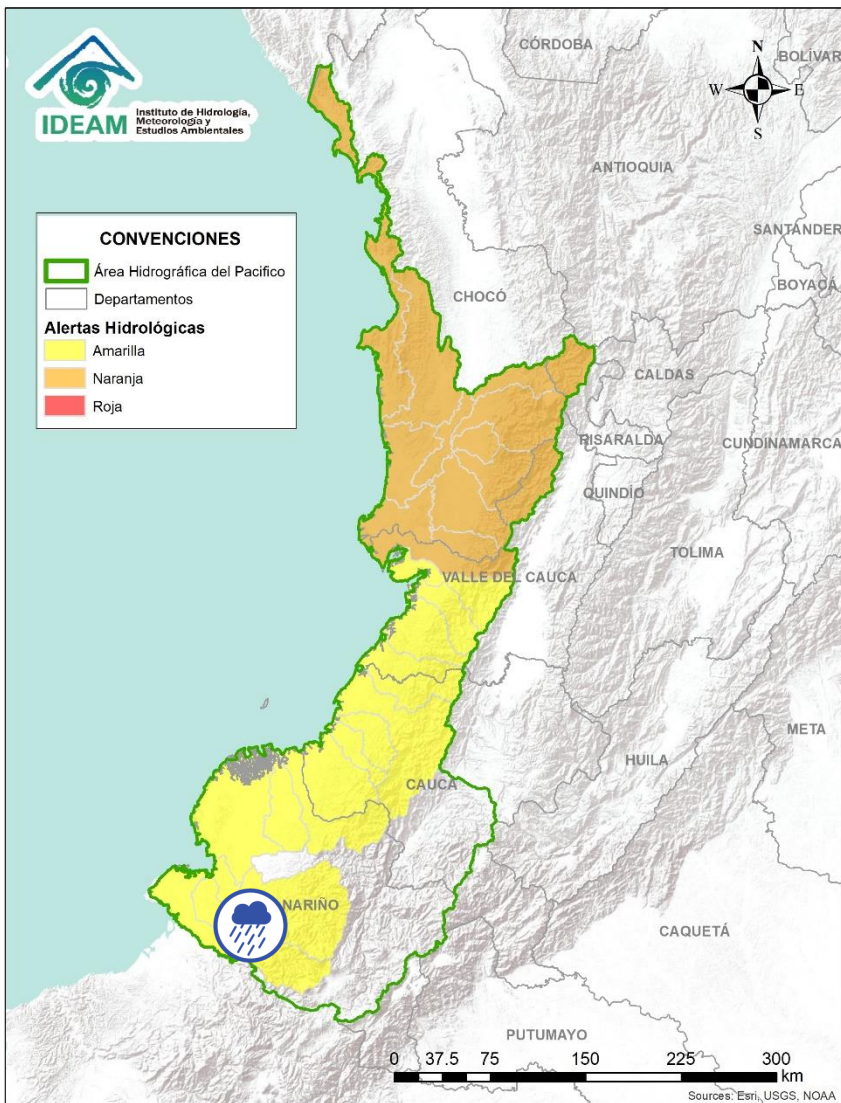 IDEAM
Instituto de Hidrología,
Meteorología y
Estudios Ambientales
CONVENCIONES
Área Hidrográfica del Pacifico
Departamentos
Alertas Hidrológicas
Amarilla
Naranja
Roja
N
W
E
S
CÓRDOBA
BOLÍVAR
ANTIOQUIA
SANTANDER
BOYACÁ
CHOCÓ
CALDAS
RISARALDA
CUNDINAMARCA
QUINDÍO
TOLIMA
VALLE DEL CAUCA
META
HUILA
CAUCA
NARIÑO
CAQUETÁ
PUTUMAYO
0 37.5 75 150 225 300
km
Sources: Esri, USGS, NOAA